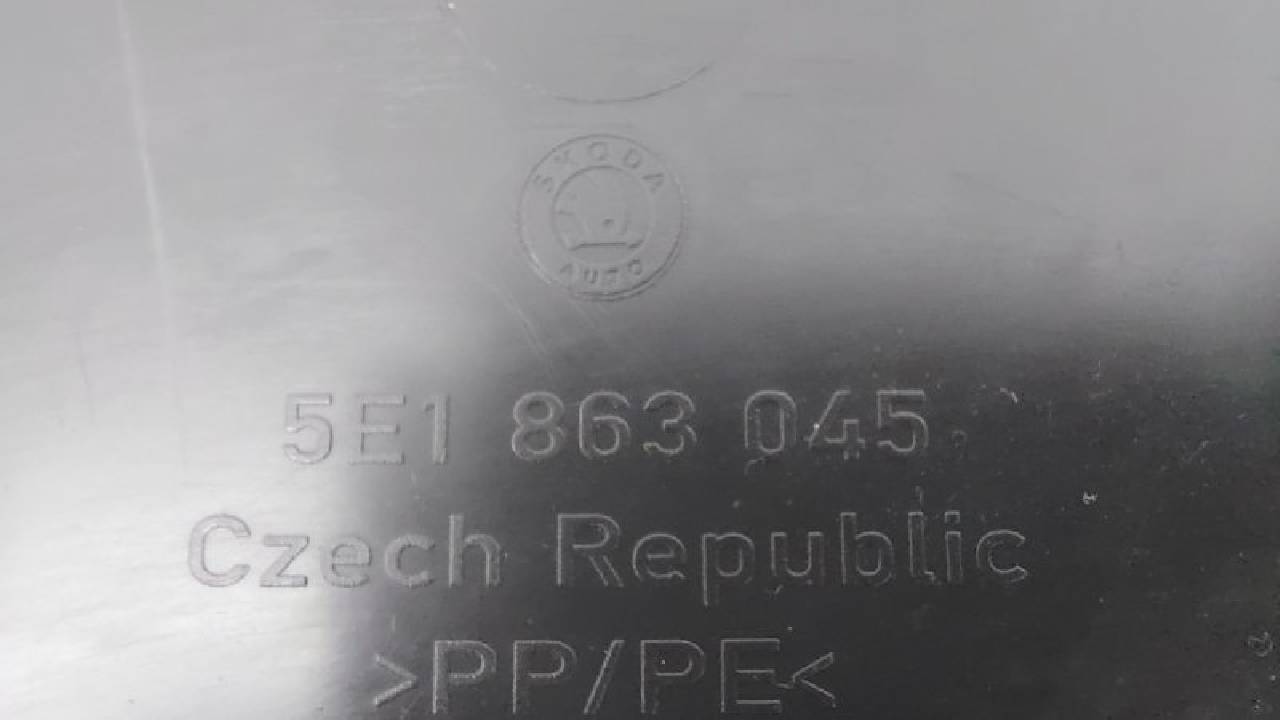 SKODA
AUTO
5E1 863 045
Czech Republic
>PP/PE<